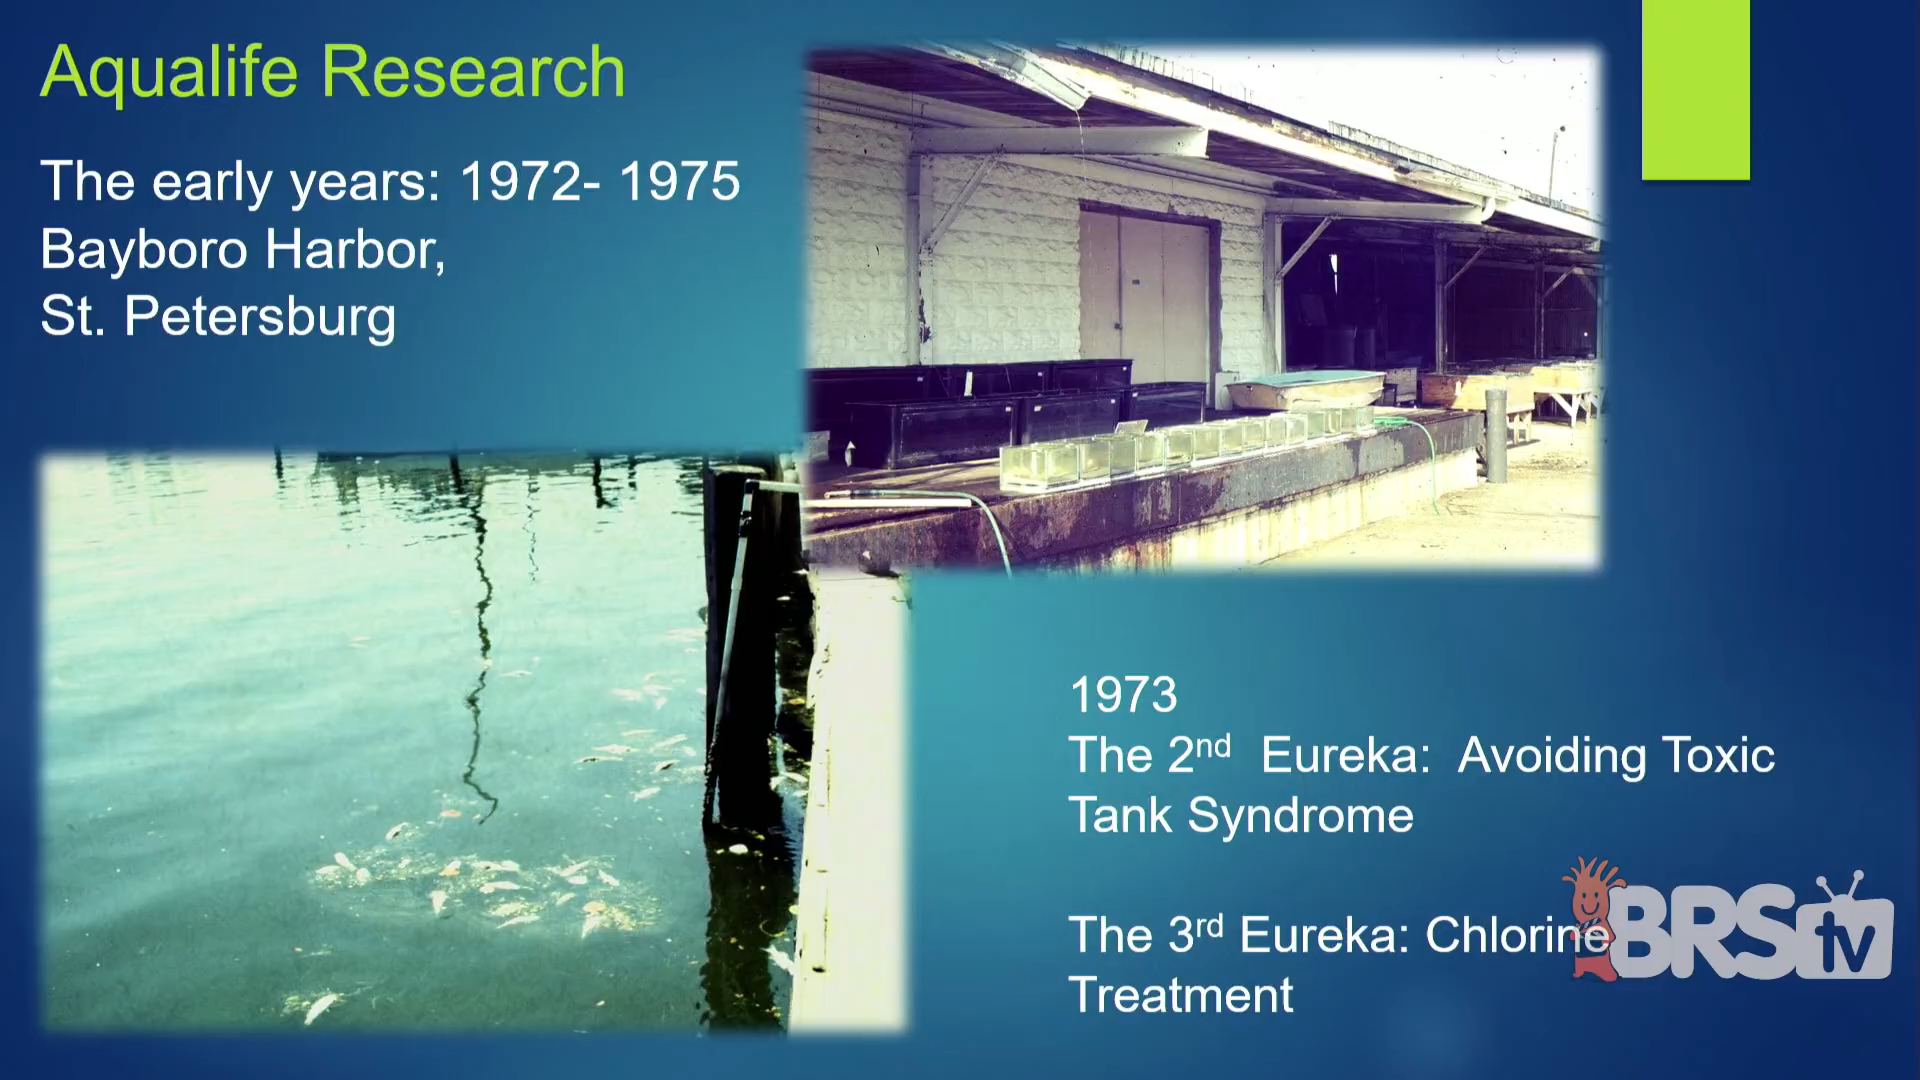 Aqualife Research
The early years: 1972- 1975
Bayboro Harbor,
St. Petersburg
1973
The 2nd Eureka: Avoiding Toxic
Tank Syndrome
The 3rd Eureka: Chlorine
Treatment
BRStv